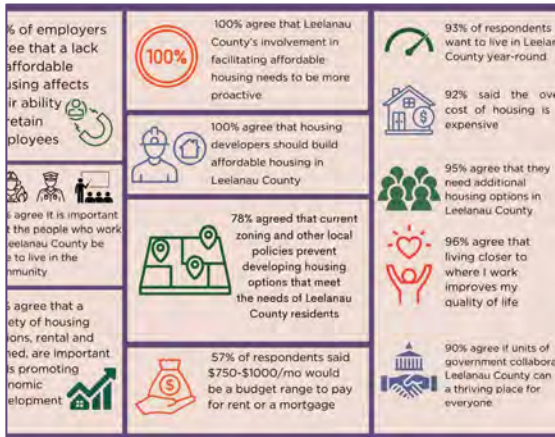 % of employers
ee that a lack
affordable
using affects
ir ability
retain
ployees
% agree it is important
t the people who work
Leelanau County be
e to live in the
mmunity
% agree that a
ety of housing
ions, rental and
ned, are important
is promoting
nomic
elopment
100%
100% agree that Leelanau
County's involvement in
facilitating affordable
housing needs to be more
proactive
100% agree that housing
developers should build
affordable housing in
Leelanau County
78% agreed that current
zoning and other local
policies prevent
developing housing
options that meet
the needs of Leelanau
County residents
57% of respondents said
$750-$1000/mo would
be a budget range to pay
for rent or a mortgage
93% of respondents
want to live in Leelan
County year-round
92% said the ove
cost of housing is
expensive
95% agree that they
need additional
housing options in
Leelanau County
96% agree that
living closer to
where I work
improves my
quality of life
90% agree if units of
government collabora
Leelanau County can
a thriving place for
everyone